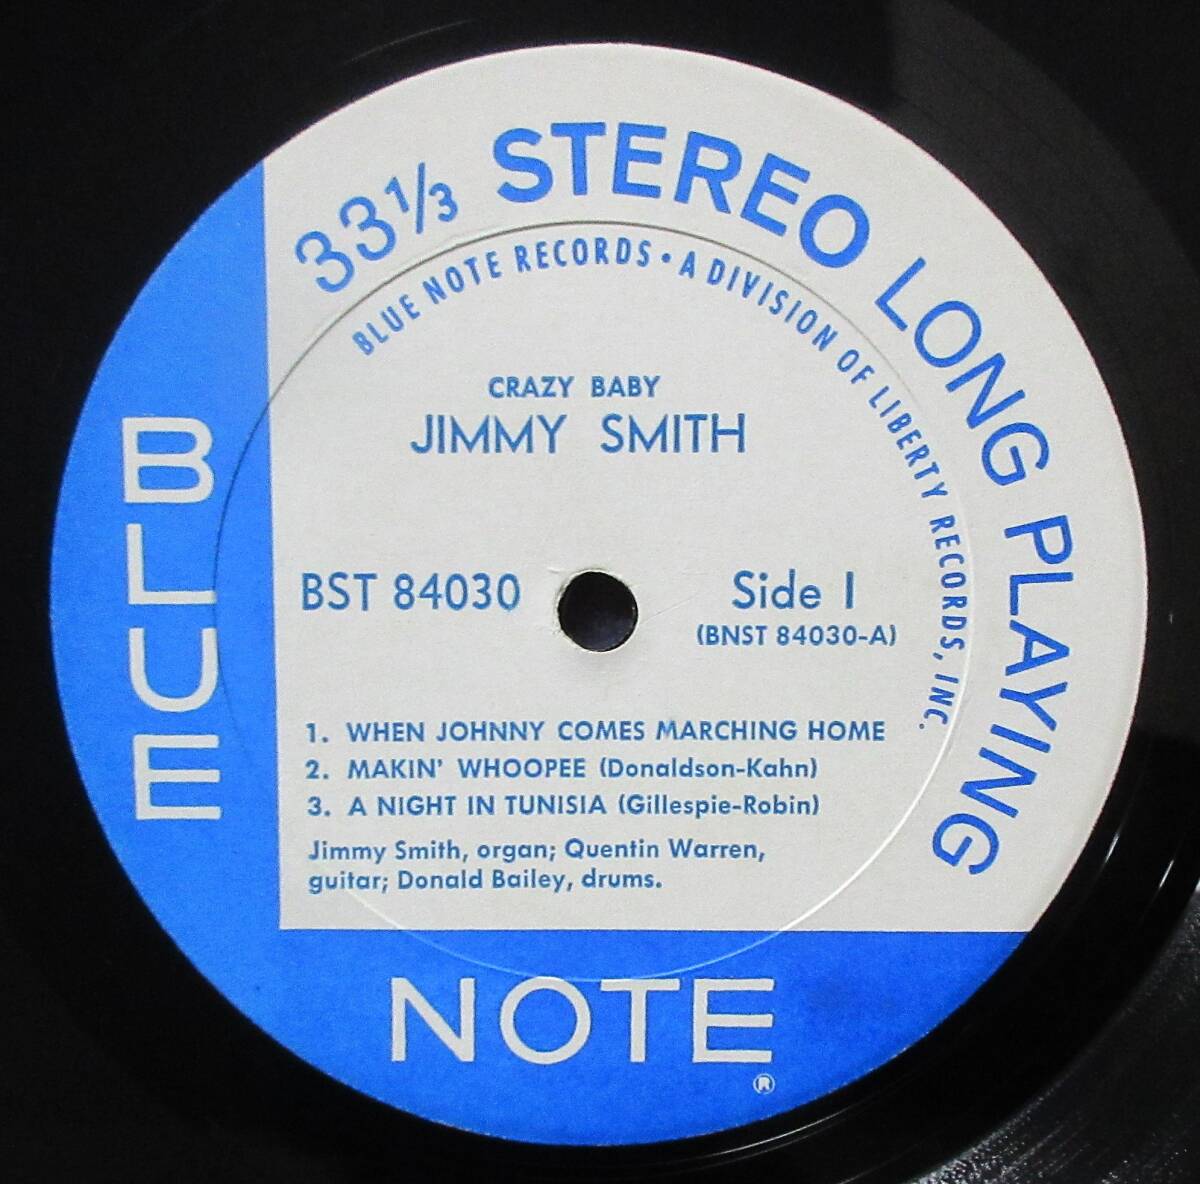 33 1/3 STEREO LONG PLAYING
BLUE NOTE RECORDS • A DIVISION OF LIBERTY RECORDS, INC.
CRAZY BABY
JIMMY SMITH
BST 84030
Side 1
(BNST 84030-A)
1. WHEN JOHNNY COMES MARCHING HOME
2. MAKIN' WHOOPEE (Donaldson-Kahn)
3. A NIGHT IN TUNISIA (Gillespie-Robin)
Jimmy Smith, organ; Quentin Warren,
guitar; Donald Bailey, drums.
BLUE
NOTE
®